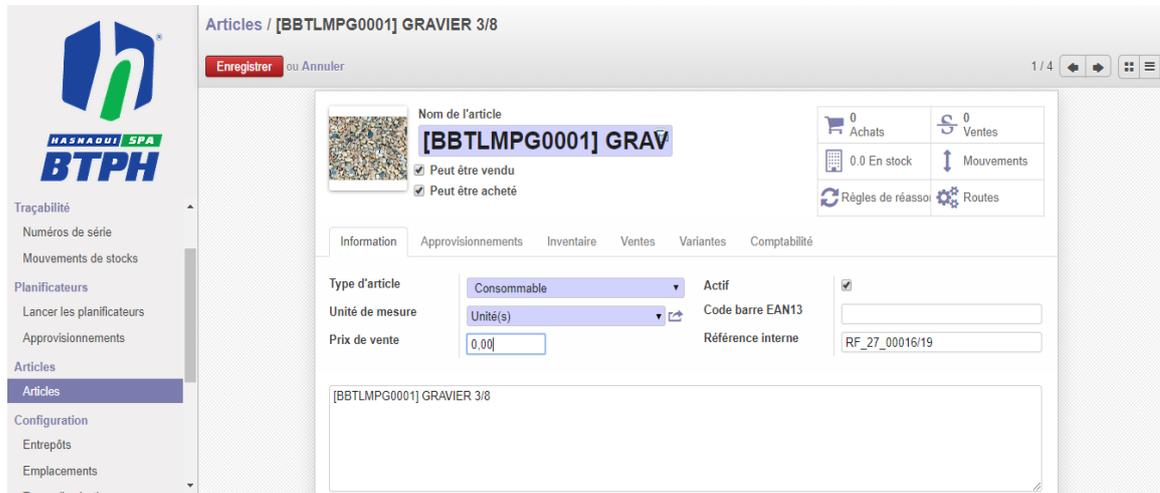 Articles / [BBTLMPG0001] GRAVIER 3/8
Enregistrer ou Annuler
1 / 4
HASNAOUI SPA
BTPH
Traçabilité
Numéros de série
Mouvements de stocks
Planificateurs
Lancer les planificateurs
Approvisionnements
Articles
Articles
Configuration
Entrepôts
Emplacements
Nom de l'article
[BBTLMPG0001] GRAV
Peut être vendu
Peut être acheté
0 Achats
0 Ventes
0.0 En stock
Mouvements
Règles de réassor
Routes
Information Approvisionnements Inventaire Ventes Variantes Comptabilité
Type d'article Consommable
Unité de mesure Unité(s)
Prix de vente 0,00
Actif
Code barre EAN13
Référence interne RF_27_00016/19
[BBTLMPG0001] GRAVIER 3/8